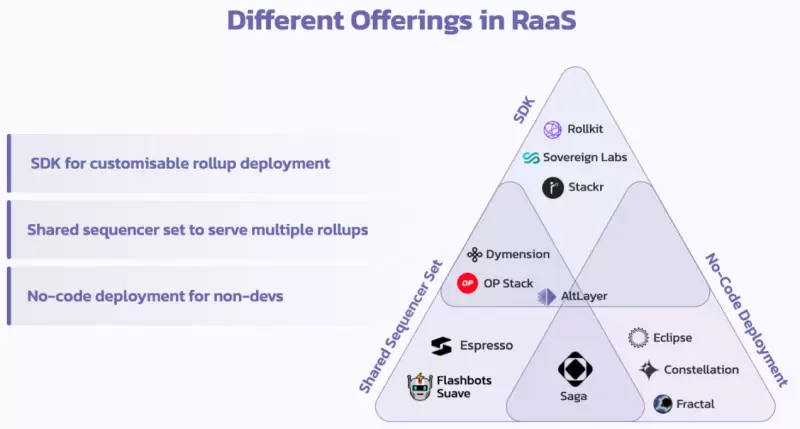 Different Offerings in RaaS
SDK for customisable rollup deployment
Shared sequencer set to serve multiple rollups
No-code deployment for non-devs
SDK
Rollkit
Sovereign Labs
Stackr
Shared Sequencer Set
No-Code Deployment
Dymension
OP
OP Stack
AltLayer
Espresso
Flashbots
Suave
Saga
Eclipse
Constellation
Fractal